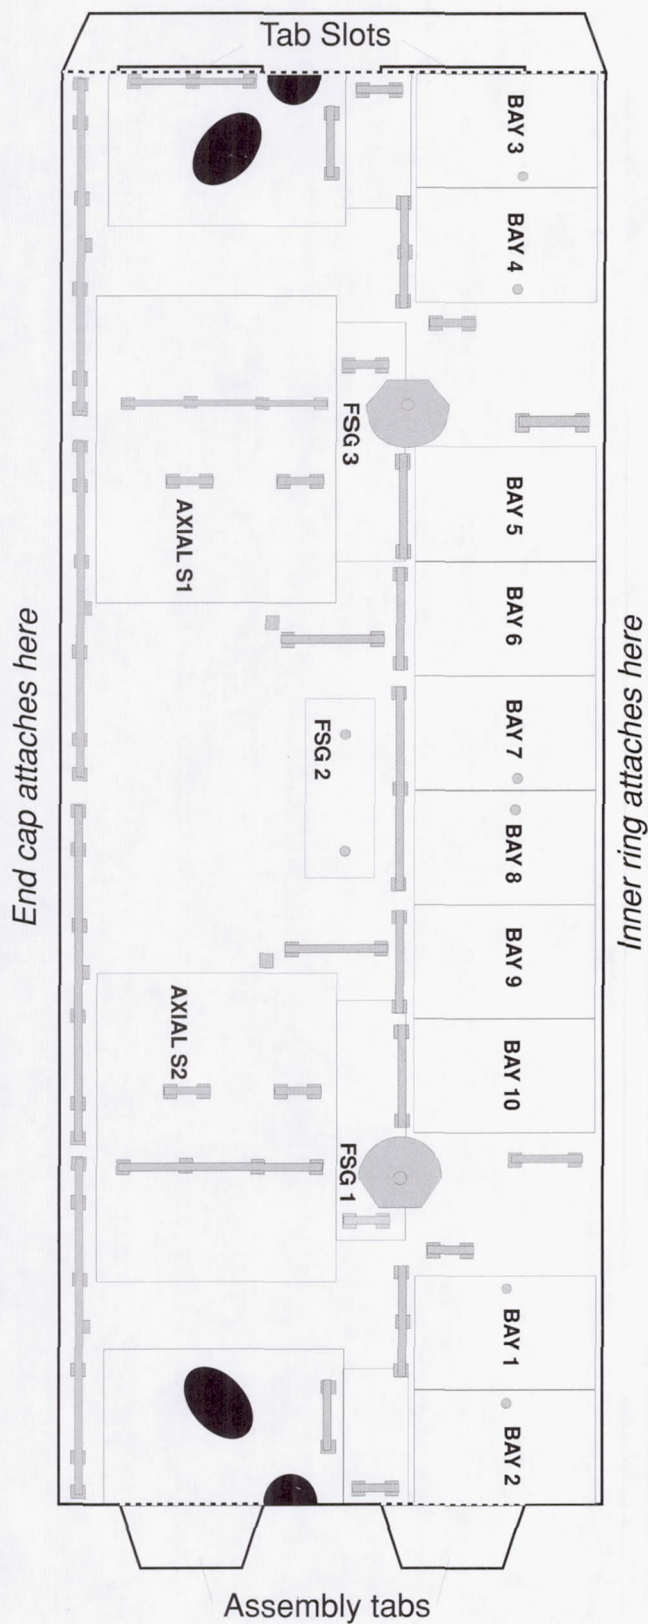 Tab Slots
BAY 3
BAY 4
FSG 3
AXIAL S1
BAY 5
BAY 6
End cap attaches here
Inner ring attaches here
FSG 2
BAY 7
BAY 8
BAY 9
AXIAL S2
BAY 10
FSG 1
BAY 1
BAY 2
Assembly tabs